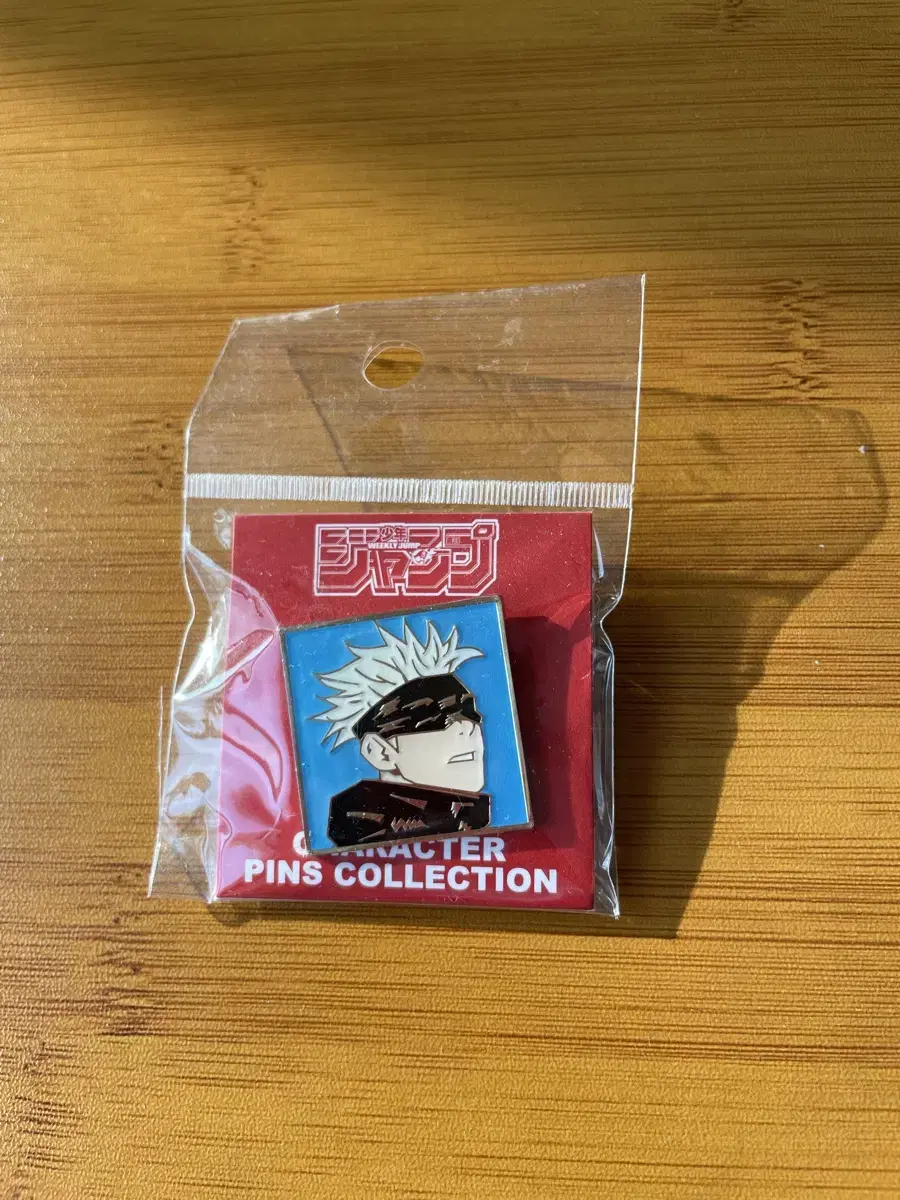 少年
WEEKLY JUMP
ジャンプ
CHARACTER
PINS COLLECTION